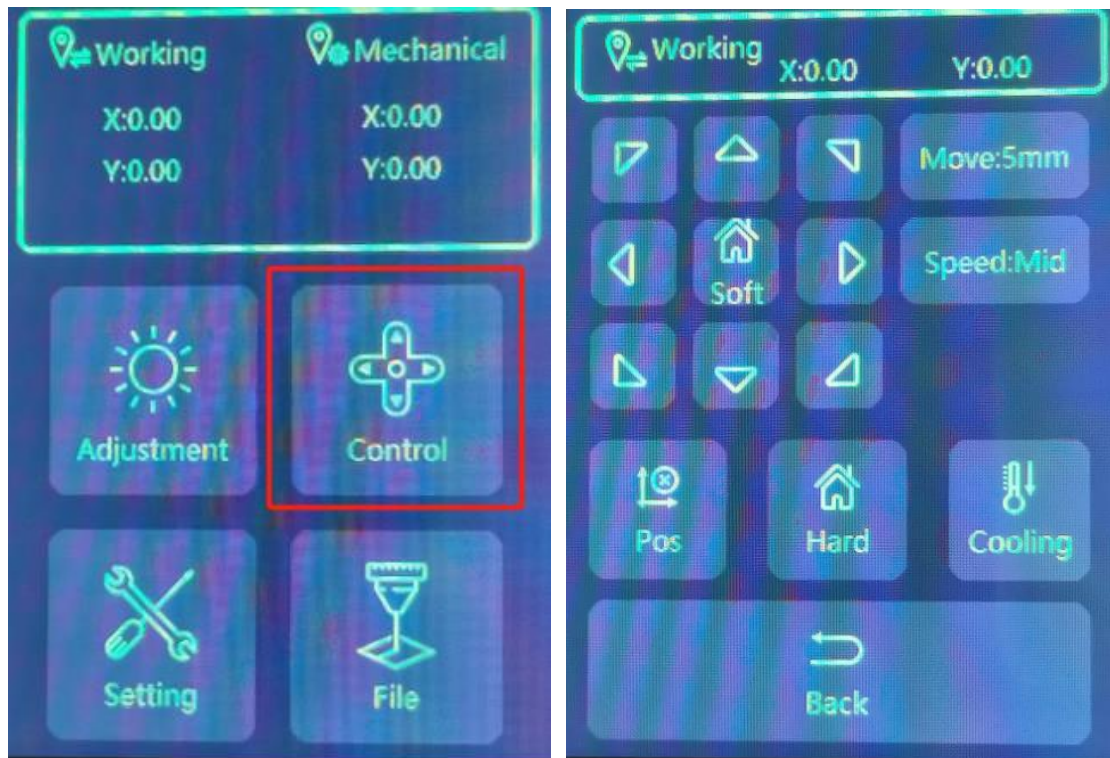 Working Mechanical
X:0.00 X:0.00
Y:0.00 Y:0.00
Adjustment Control
Setting File
Working X:0.00 Y:0.00
Move:5mm
Soft Speed:Mid
Pos Hard Cooling
Back